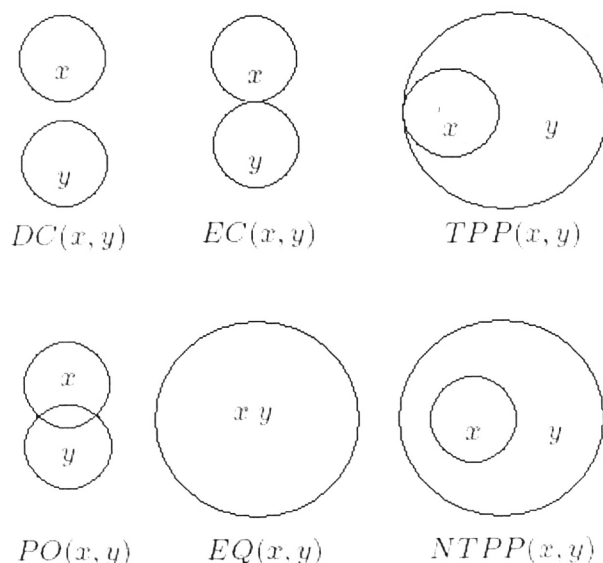 x x
x y
y y
DC(x, y) EC(x, y) TPP(x, y)
x
x y
y x y
PO(x, y) EQ(x, y) NTPP(x, y)